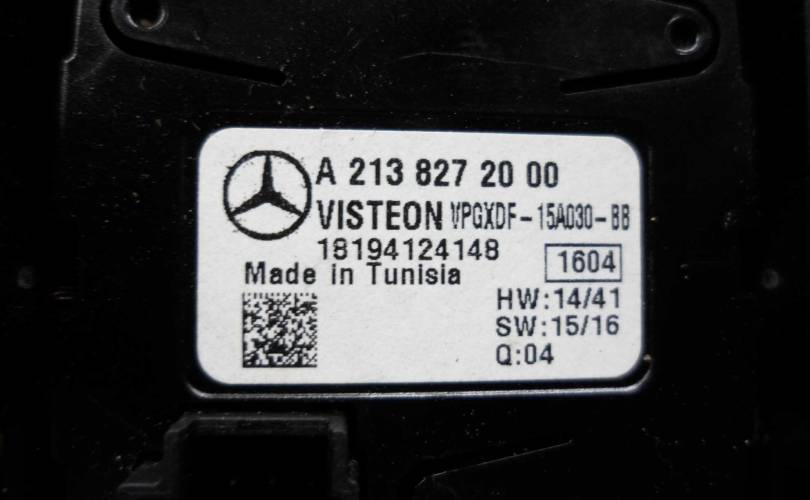 A 213 827 20 00
VISTEON VPGXDF-15A030-BB
18194124148
1604
Made in Tunisia
HW:14/41
SW:15/16
Q:04